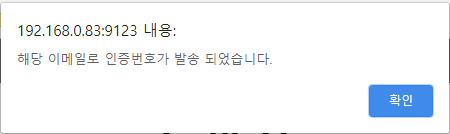 192.168.0.83:9123 내용:
해당 이메일로 인증번호가 발송 되었습니다.
확인